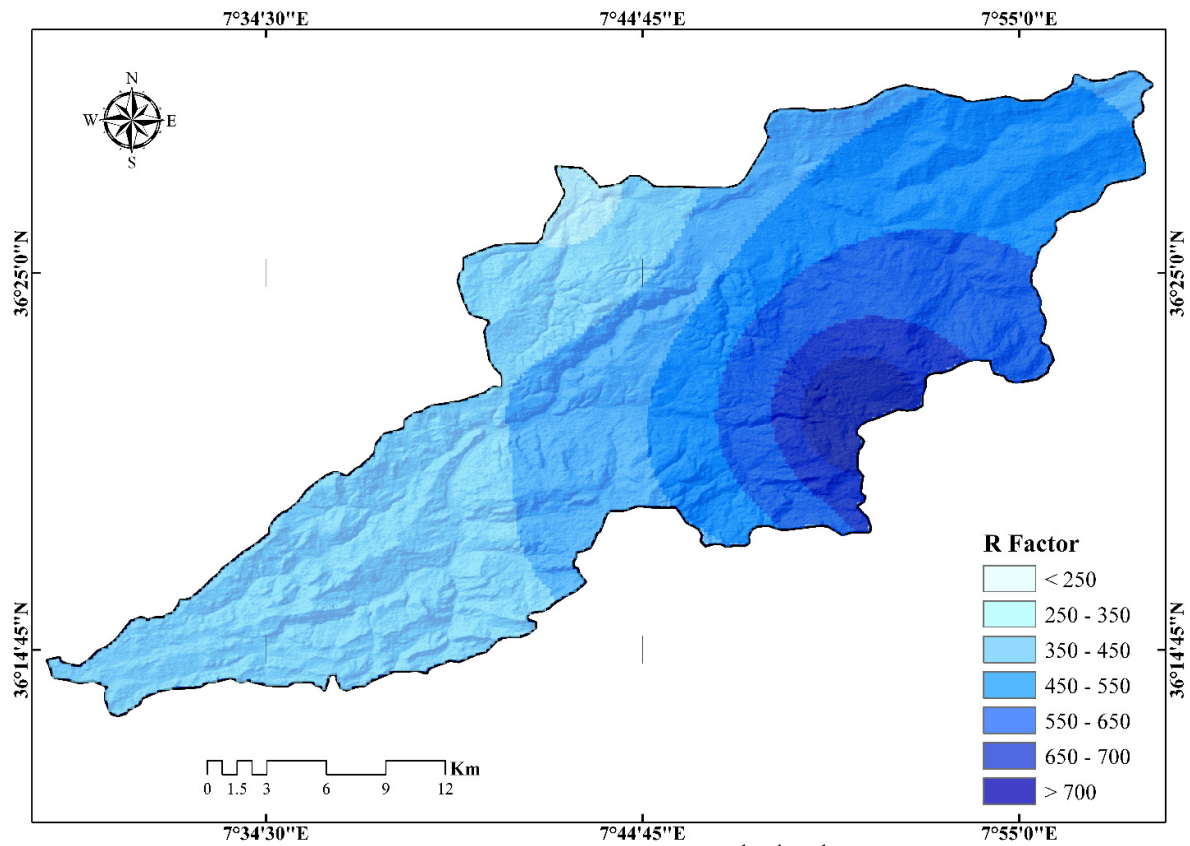 7°34'30"E 7°44'45"E 7°55'0"E
N
W E
S
36°25'0"N 36°25'0"N
R Factor
< 250
250 - 350
350 - 450
450 - 550
550 - 650
650 - 700
> 700
36°14'45"N 36°14'45"N
Km
0 1.5 3 6 9 12
7°34'30"E 7°44'45"E 7°55'0"E